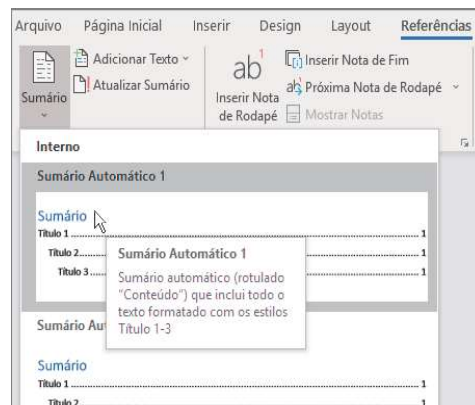 Arquivo Página Inicial Inserir Design Layout Referências
Sumário
Adicionar Texto
Atualizar Sumário
ab¹
Inserir Nota
de Rodapé
Inserir Nota de Fim
Próxima Nota de Rodapé
Mostrar Notas
Interno
Sumário Automático 1
Sumário
Título 1 1
Título 2 1
Título 3 1
Sumário Automático 1
Sumário automático (rotulado
"Conteúdo") que inclui todo o
texto formatado com os estilos
Título 1-3
Sumário Au
Sumário
Título 1 1
Título 2 1